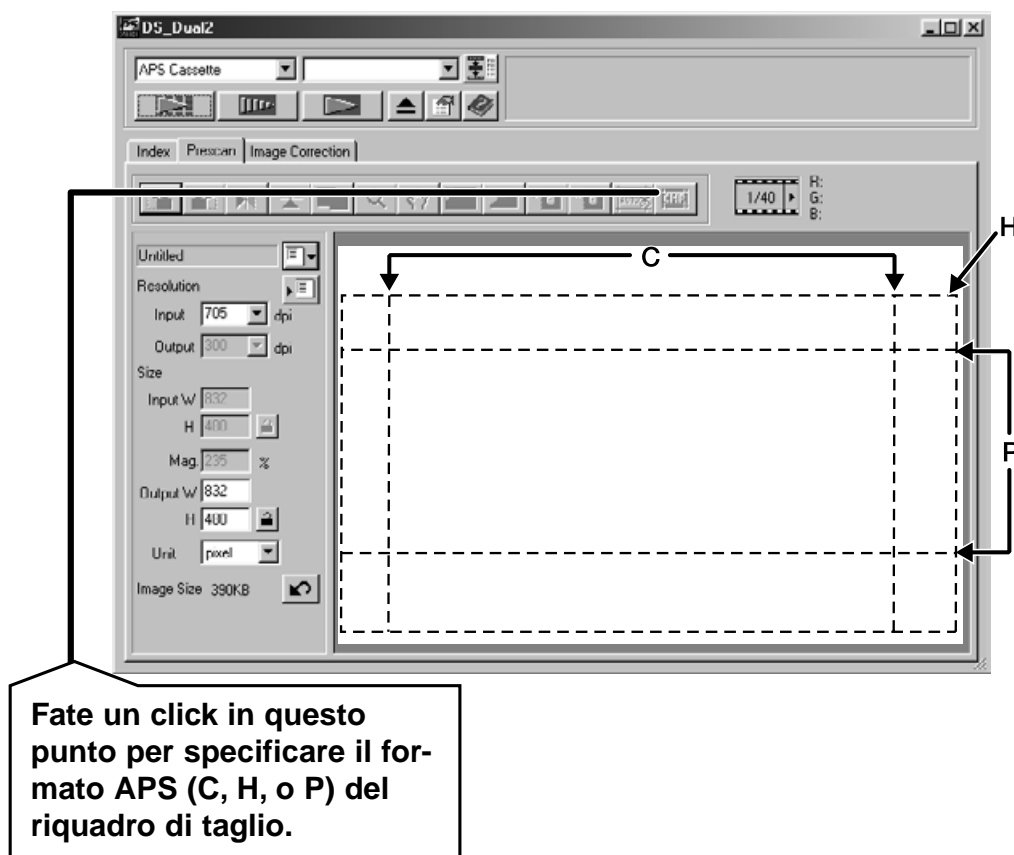 DS_Dual2
APS Cassette
Index Prescan Image Correction
CHP
1/40
R:
G:
B:
Untitled
Resolution
Input 705 dpi
Output 300 dpi
Size
Input W 832
H 400
Mag. 235 %
Output W 832
H 400
Unit pixel
Image Size 390KB
C
H
P
Fate un click in questo
punto per specificare il for-
mato APS (C, H, o P) del
riquadro di taglio.